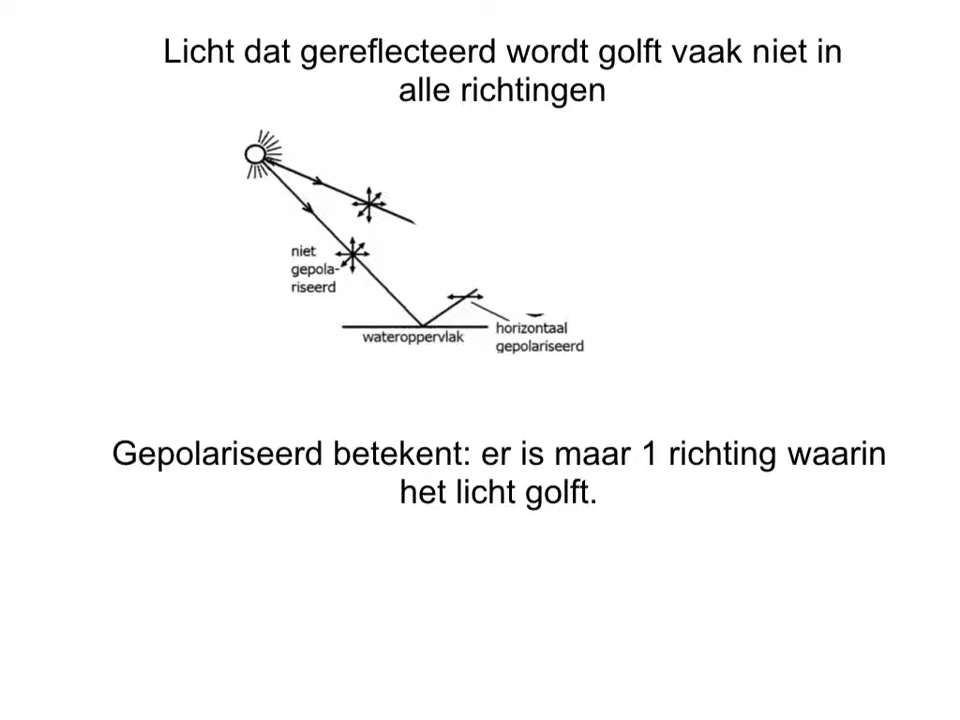 Licht dat gereflecteerd wordt golft vaak niet in
alle richtingen
niet
gepola-
riseerd
wateroppervlak
horizontaal
gepolariseerd
Gepolariseerd betekent: er is maar 1 richting waarin
het licht golft.